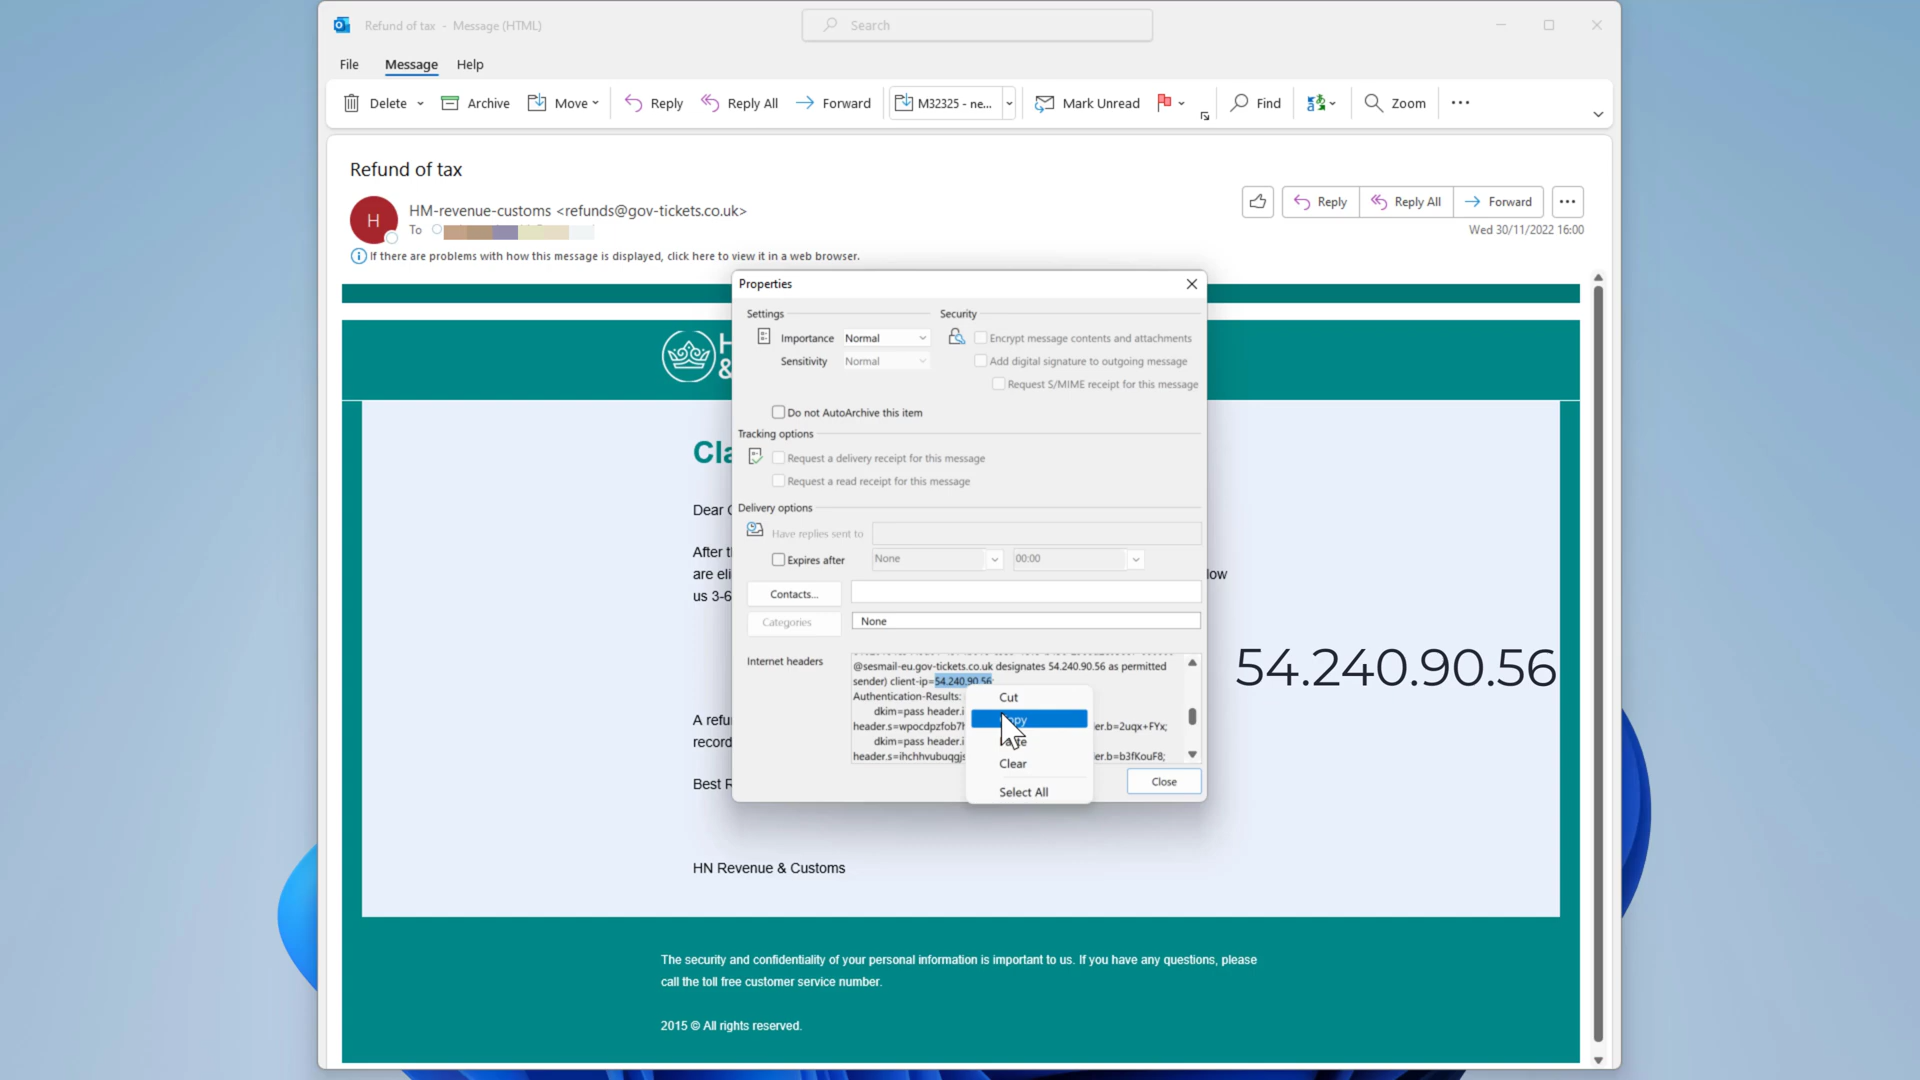 Refund of tax - Message (HTML)
Search
File Message Help
Delete Archive Move Reply Reply All Forward M32325 - ne... Mark Unread Find Zoom
Refund of tax
H
HM-revenue-customs <refunds@gov-tickets.co.uk>
To
Reply Reply All Forward
Wed 30/11/2022 16:00
If there are problems with how this message is displayed, click here to view it in a web browser.
Properties
Settings Security
Importance Normal Encrypt message contents and attachments
Sensitivity Normal Add digital signature to outgoing message
Request S/MIME receipt for this message
Do not AutoArchive this item
Tracking options
Request a delivery receipt for this message
Request a read receipt for this message
Delivery options
Have replies sent to
Expires after None 00:00
Contacts...
Categories None
Internet headers
@sesmail-eu.gov-tickets.co.uk designates 54.240.90.56 as permitted
sender) client-ip=54.240.90.56;
Authentication-Results:
dkim=pass header.i
header.s=wpocdpzfob7 er.b=2uqx+FYx;
dkim=pass header.i
header.s=ihchhvubuqgjs er.b=b3fKouF8;
Cut
Copy
Paste
Clear
Select All
Close
54.240.90.56
H
&
Cla
Dear
After t
are eli low
us 3-6
A refu
record
Best R
HN Revenue & Customs
The security and confidentiality of your personal information is important to us. If you have any questions, please
call the toll free customer service number.
2015 © All rights reserved.